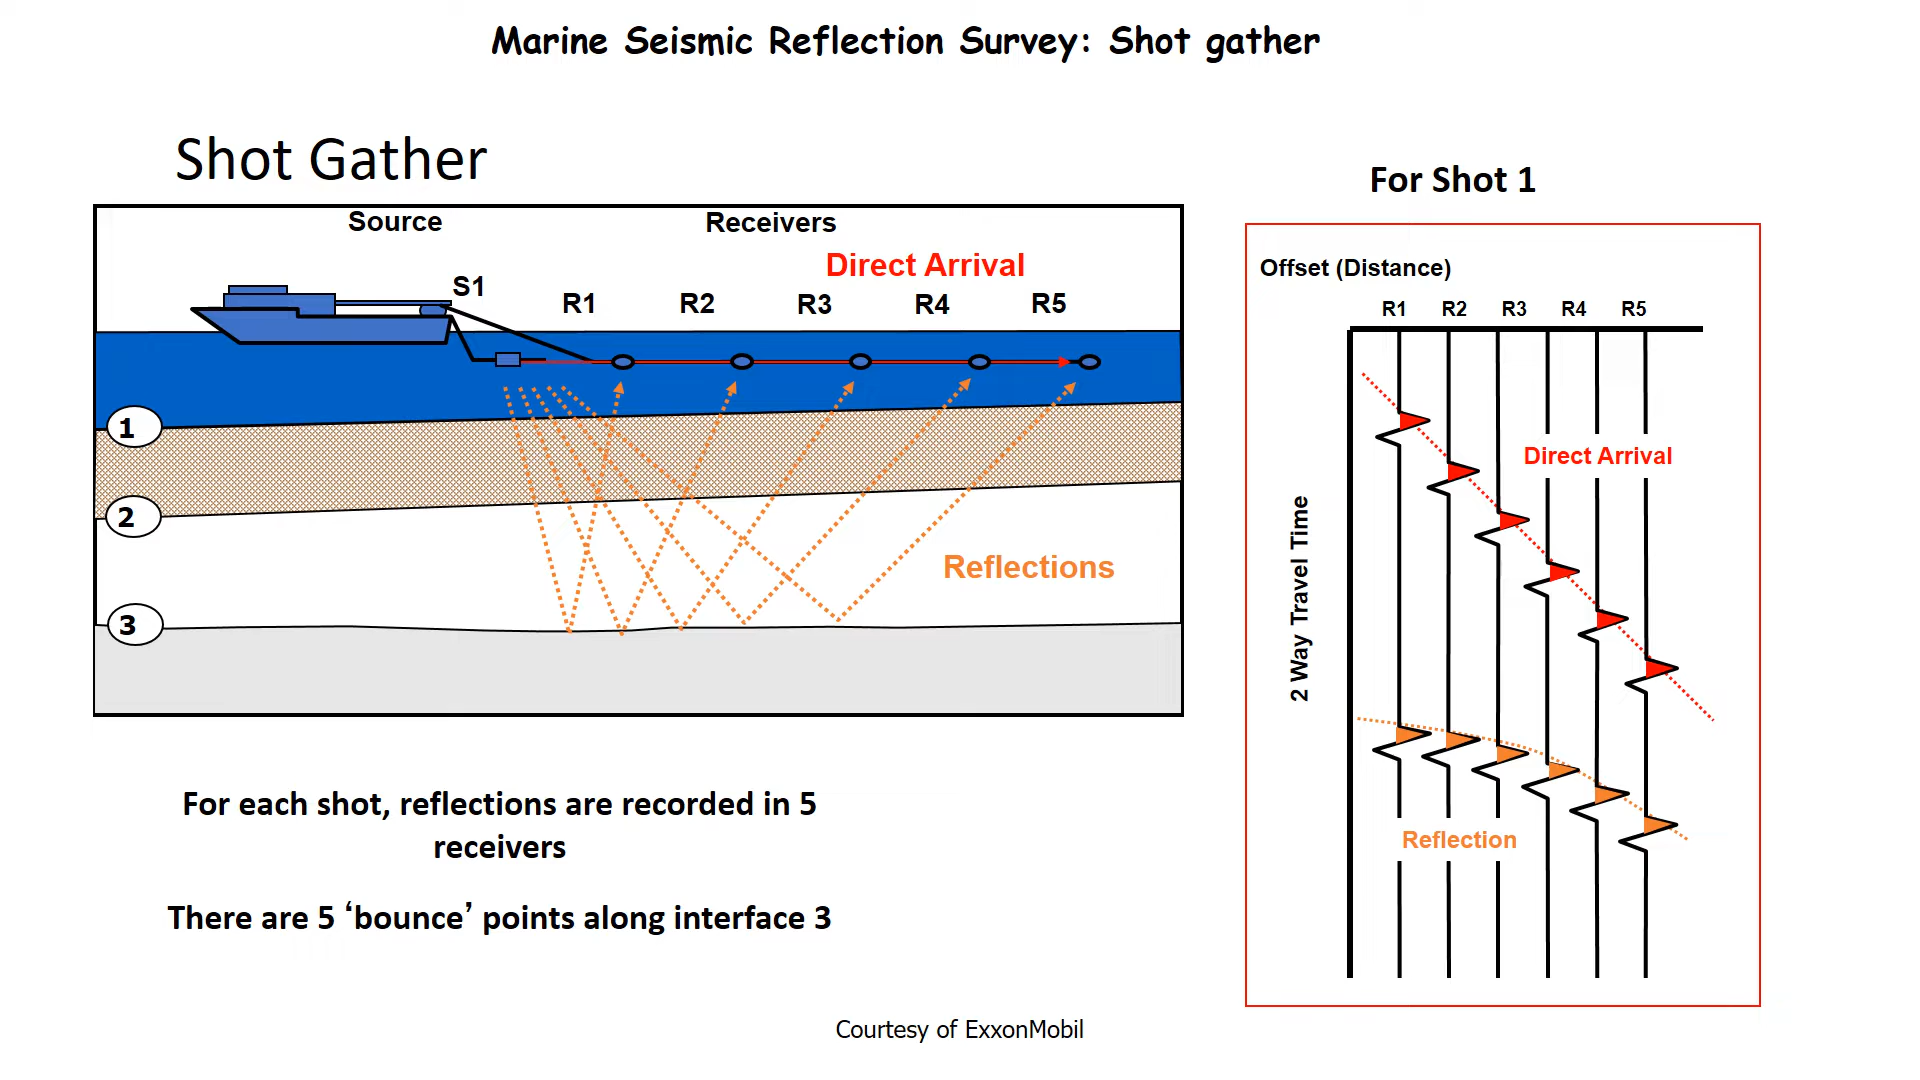 Marine Seismic Reflection Survey: Shot gather
Shot Gather
Source
Receivers
Direct Arrival
S1
R1 R2 R3 R4 R5
1
2
3
Reflections
For each shot, reflections are recorded in 5
receivers
There are 5 ‘bounce’ points along interface 3
For Shot 1
Offset (Distance)
R1 R2 R3 R4 R5
Direct Arrival
2 Way Travel Time
Reflection
Courtesy of ExxonMobil